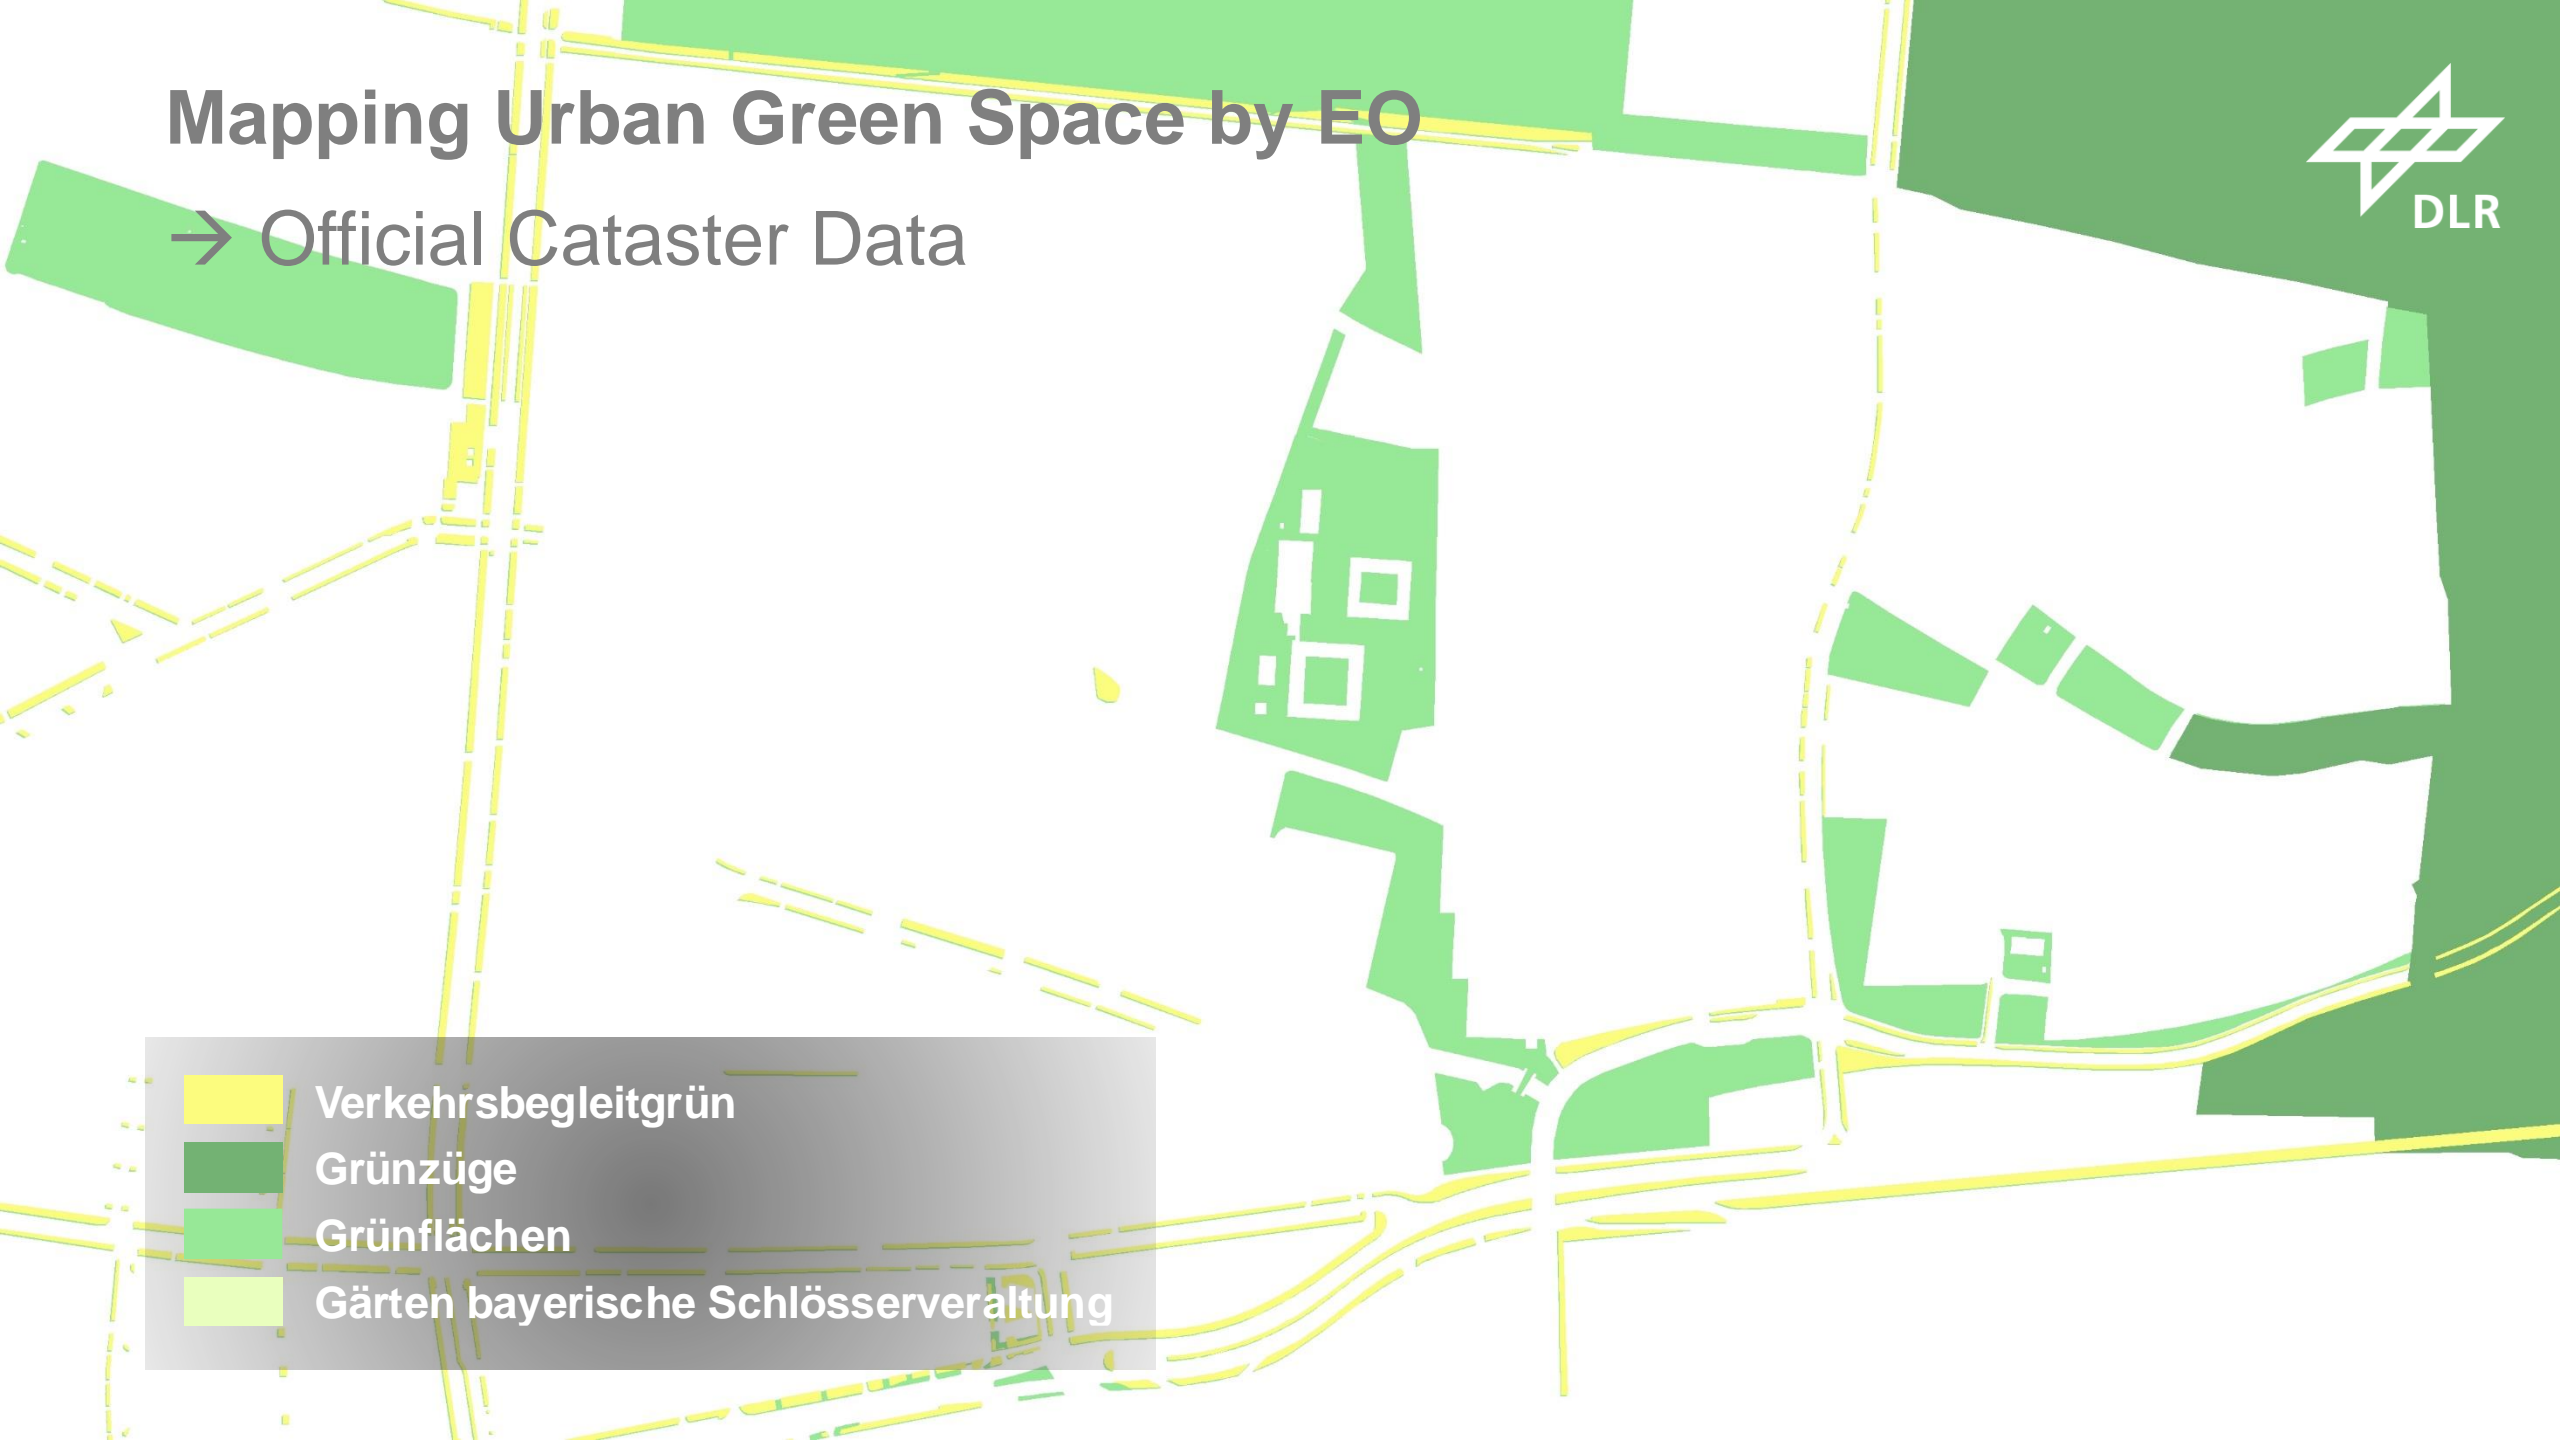 Mapping Urban Green Space by EO
→ Official Cataster Data
DLR
Verkehrsbegleitgrün
Grünzüge
Grünflächen
Gärten bayerische Schlösserveraltung